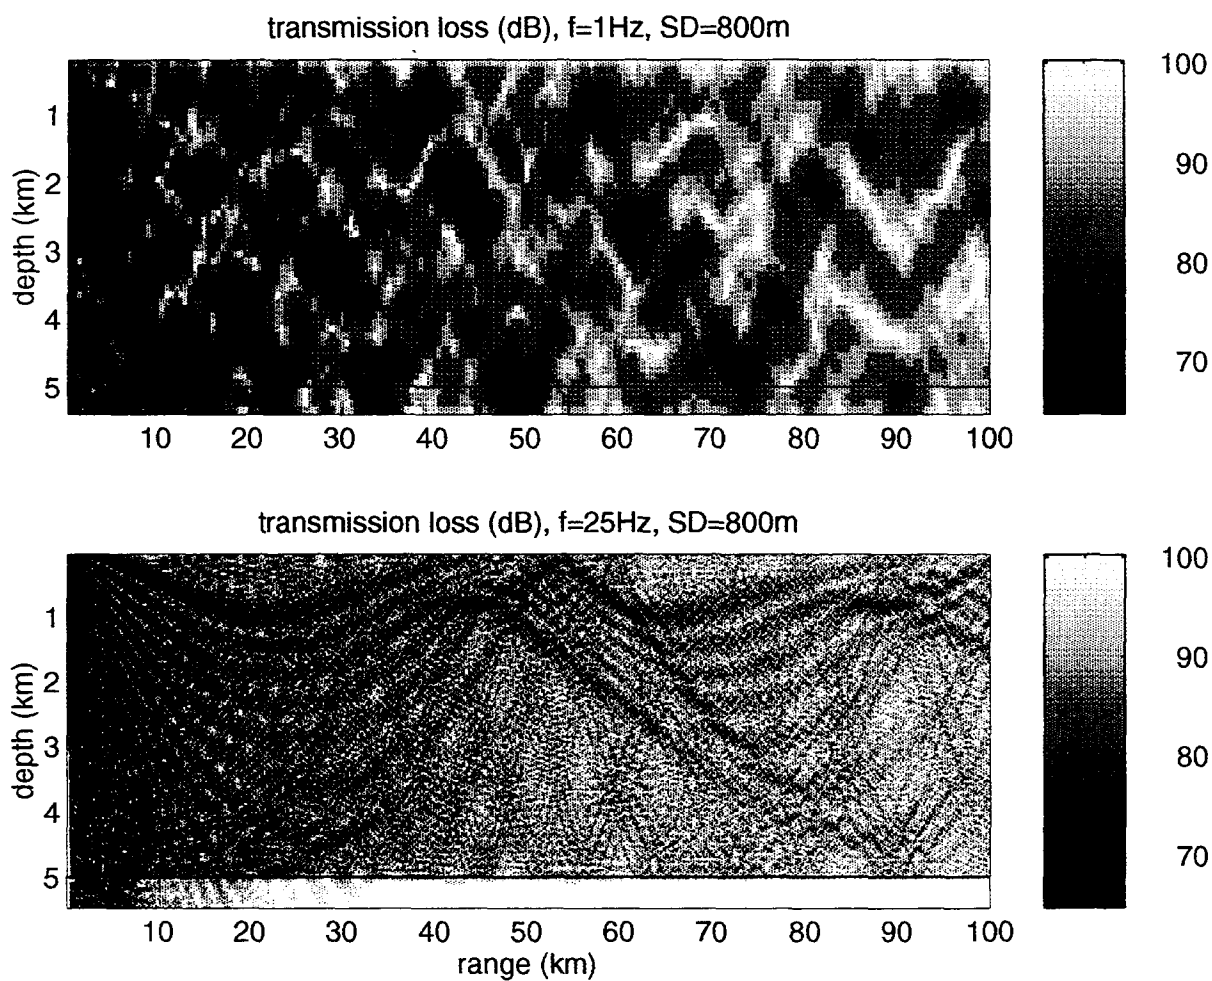 transmission loss (dB), f=1Hz, SD=800m
depth (km)
1
2
3
4
5
10 20 30 40 50 60 70 80 90 100
100
90
80
70
transmission loss (dB), f=25Hz, SD=800m
depth (km)
1
2
3
4
5
10 20 30 40 50 60 70 80 90 100
range (km)
100
90
80
70